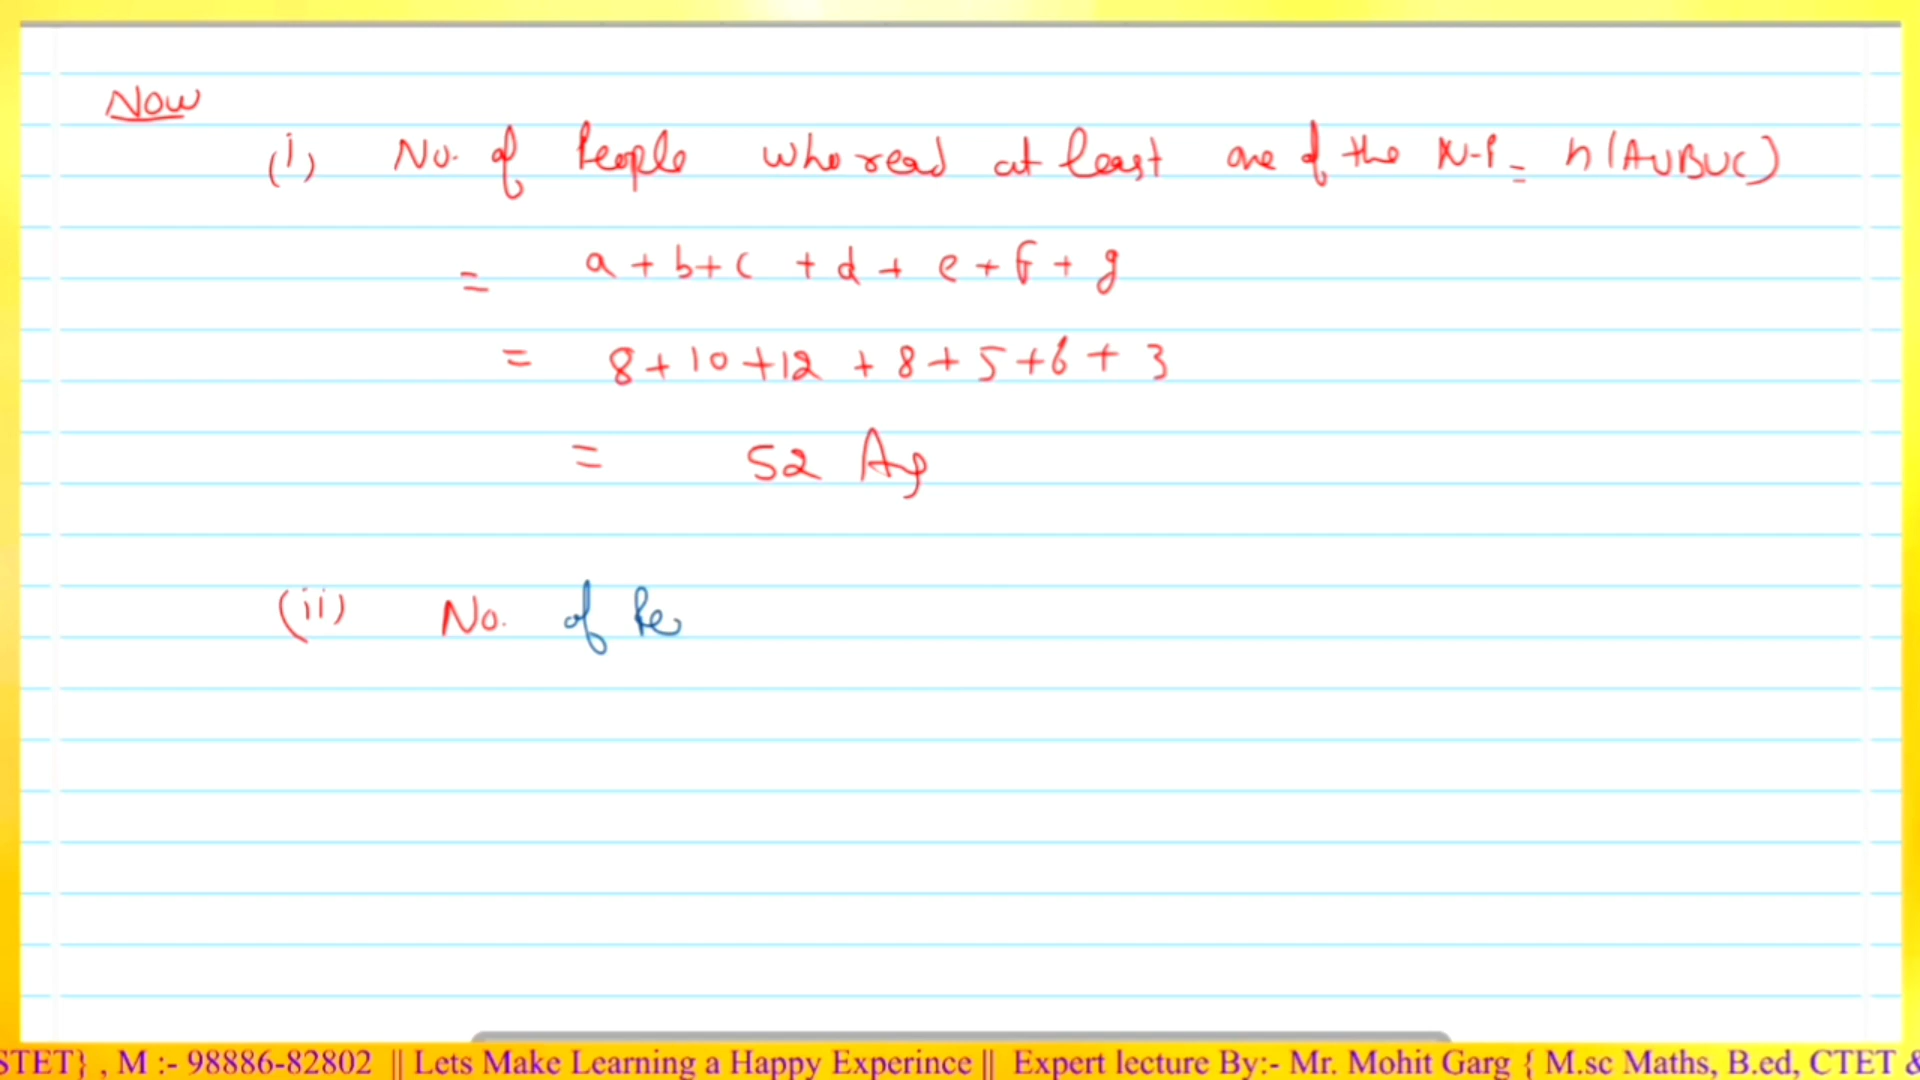 Now
(i) No. of People who read at least one of the N-P = n(AUBUC)
= a + b + c + d + e + f + g
= 8 + 10 + 12 + 8 + 5 + 6 + 3
= 52 
(ii) No. of Pe
STET} , M :- 98886-82802 || Lets Make Learning a Happy Experince || Expert lecture By:- Mr. Mohit Garg { M.sc Maths, B.ed, CTET &